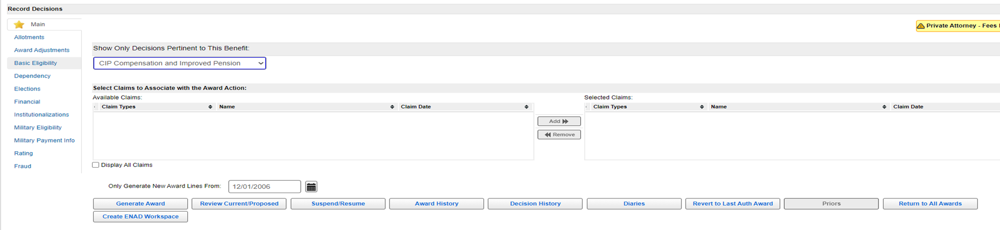 Record Decisions
Main
Allotments
Award Adjustments
Basic Eligibility
Dependency
Elections
Financial
Institutionalizations
Military Eligibility
Military Payment Info
Rating
Fraud
Private Attorney - Fees
Show Only Decisions Pertinent to This Benefit:
CIP Compensation and Improved Pension
Select Claims to Associate with the Award Action:
Available Claims:
Claim Types Name Claim Date
Add
Remove
Selected Claims:
Claim Types Name Claim Date
Display All Claims
Only Generate New Award Lines From: 12/01/2006
Generate Award Review Current/Proposed Suspend/Resume Award History Decision History Diaries Revert to Last Auth Award Priors Return to All Awards
Create ENAD Workspace